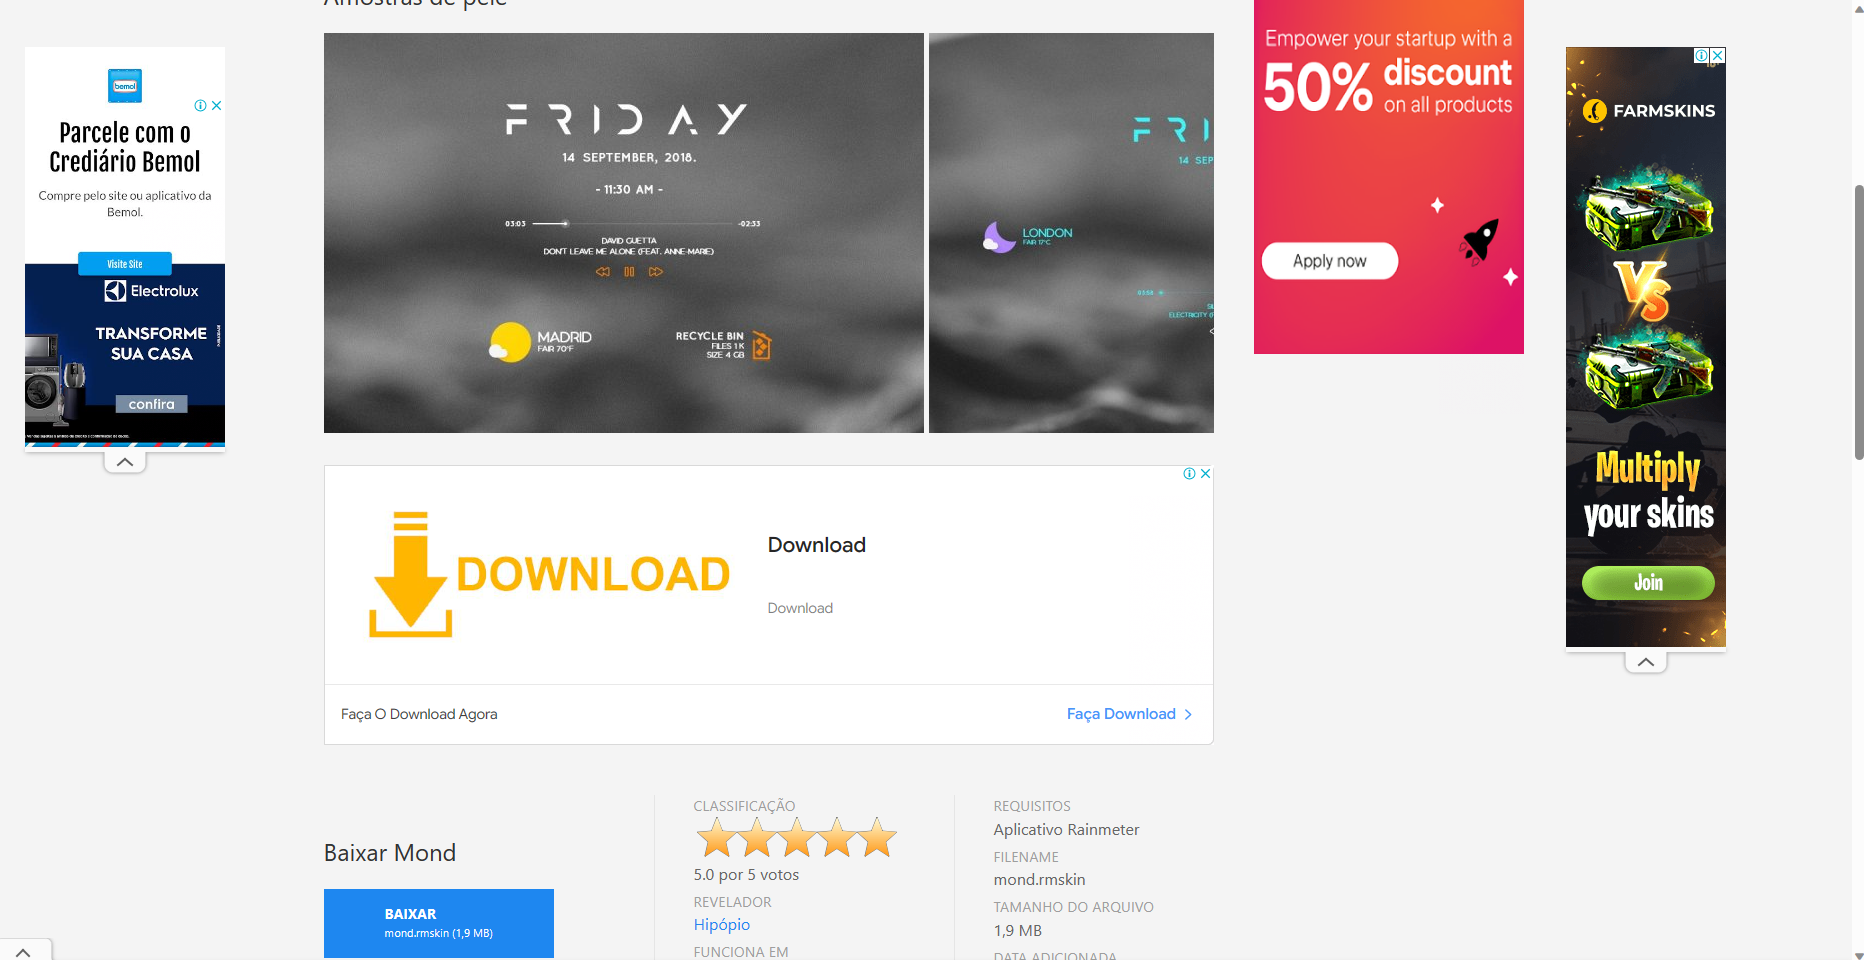 Amostras de pele
bemol
Parcele com o
Crediário Bemol
Compre pelo site ou aplicativo da
Bemol.
Visite Site
Electrolux
TRANSFORME
SUA CASA
confira
FRIDAY
14 SEPTEMBER, 2018.
- 11:30 AM -
03:03
-02:33
DAVID GUETTA
DON'T LEAVE ME ALONE (FEAT. ANNE-MARIE)
MADRID
FAIR 70°F
RECYCLE BIN
FILES 1K
SIZE 4 GB
FRI
14 SEP
LONDON
FAIR 17°C
03:58
ELECTRICITY (F
Empower your startup with a
50% discount
on all products
Apply now
FARMSKINS
VS
Multiply
your skins
Join
DOWNLOAD
Download
Download
Faça O Download Agora
Faça Download
Baixar Mond
BAIXAR
mond.rmskin (1,9 MB)
CLASSIFICAÇÃO
5.0 por 5 votos
REVELADOR
Hipópio
FUNCIONA EM
REQUISITOS
Aplicativo Rainmeter
FILENAME
mond.rmskin
TAMANHO DO ARQUIVO
1,9 MB
DATA ADICIONADA